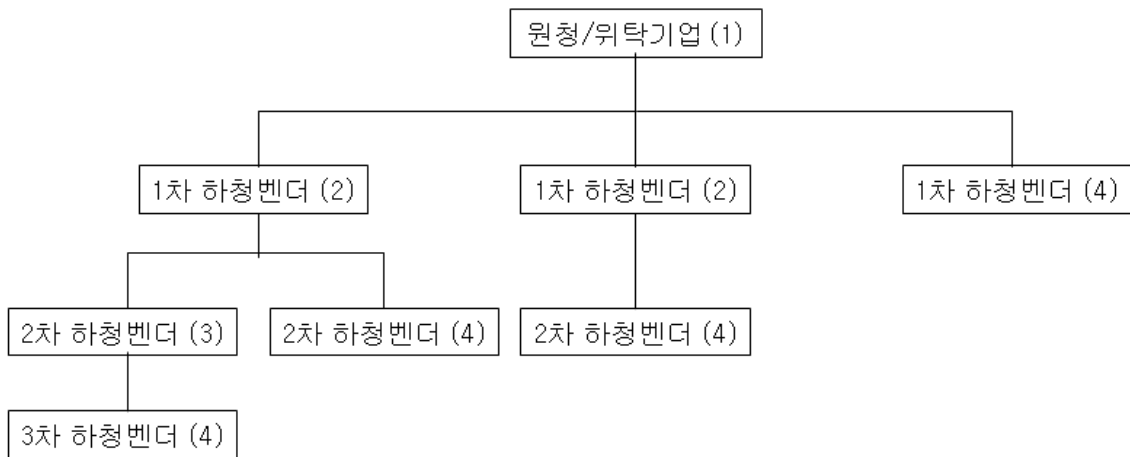 원청/위탁기업 (1)
1차 하청벤더 (2)
1차 하청벤더 (2)
1차 하청벤더 (4)
2차 하청벤더 (3)
2차 하청벤더 (4)
2차 하청벤더 (4)
3차 하청벤더 (4)